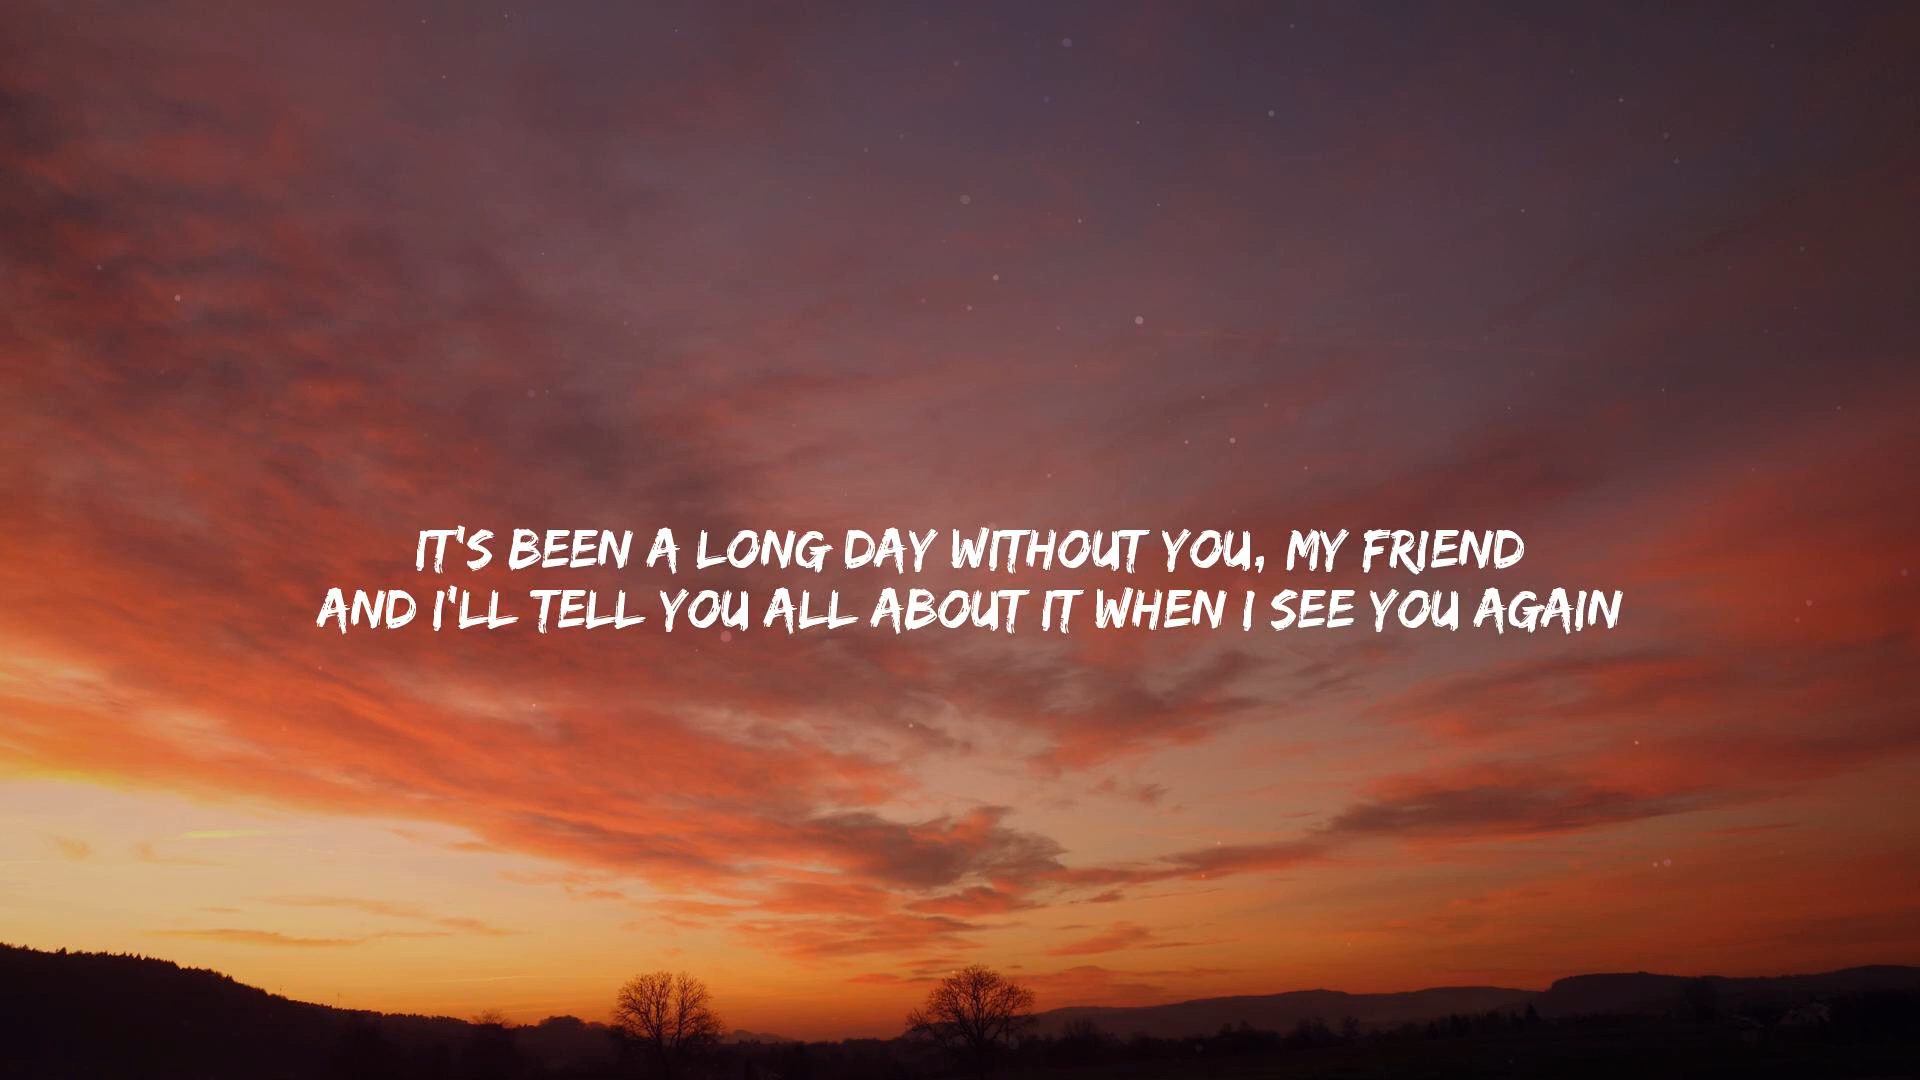 IT'S BEEN A LONG DAY WITHOUT YOU, MY FRIEND
AND I'LL TELL YOU ALL ABOUT IT WHEN I SEE YOU AGAIN